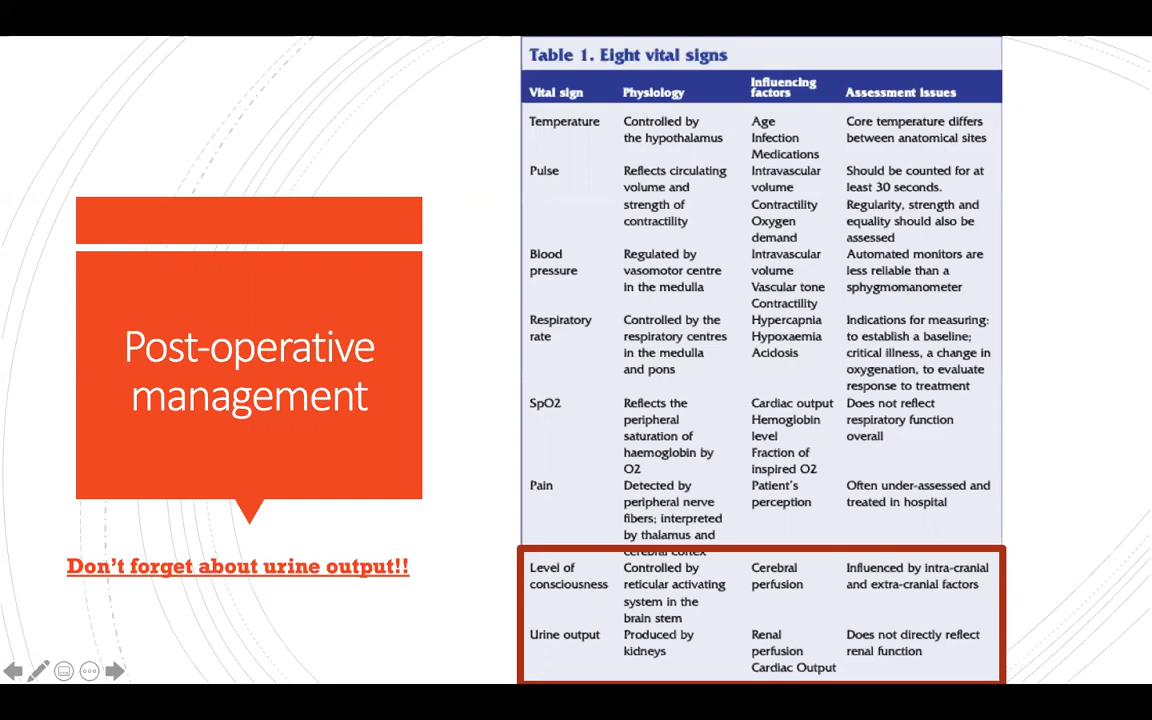 Post-operative
management
Don't forget about urine output!!
Table 1. Eight vital signs
Vital sign Physiology Influencing factors Assessment issues
Temperature Controlled by the hypothalamus Age Infection Medications Core temperature differs between anatomical sites
Pulse Reflects circulating volume and strength of contractility Intravascular volume Contractility Oxygen demand Should be counted for at least 30 seconds. Regularity, strength and equality should also be assessed
Blood pressure Regulated by vasomotor centre in the medulla Intravascular volume Vascular tone Contractility Automated monitors are less reliable than a sphygmomanometer
Respiratory rate Controlled by the respiratory centres in the medulla and pons Hypercapnia Hypoxaemia Acidosis Indications for measuring: to establish a baseline; critical illness, a change in oxygenation, to evaluate response to treatment
SpO2 Reflects the peripheral saturation of haemoglobin by O2 Cardiac output Hemoglobin level Fraction of inspired O2 Does not reflect respiratory function overall
Pain Detected by peripheral nerve fibers; interpreted by thalamus and cerebral cortex Patient's perception Often under-assessed and treated in hospital
Level of consciousness Controlled by reticular activating system in the brain stem Cerebral perfusion Influenced by intra-cranial and extra-cranial factors
Urine output Produced by kidneys Renal perfusion Cardiac Output Does not directly reflect renal function